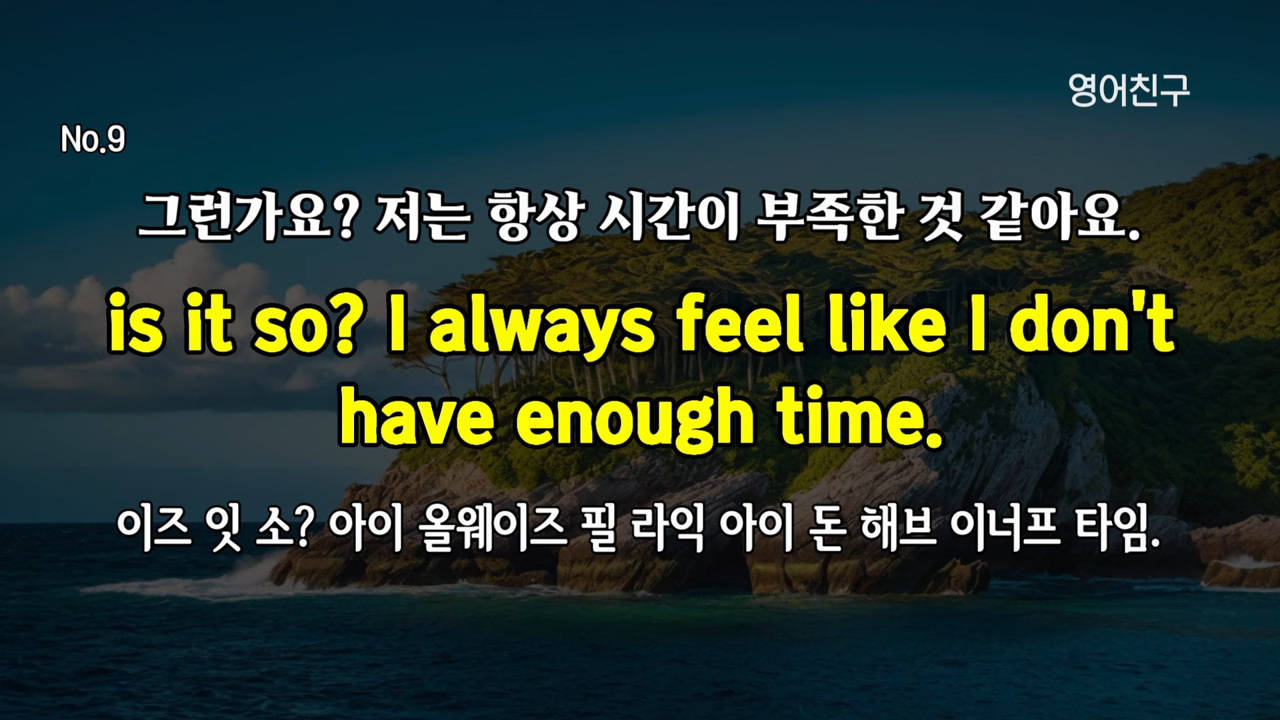 영어친구
No.9
그런가요? 저는 항상 시간이 부족한 것 같아요.
is it so? I always feel like I don't
have enough time.
이즈 잇 소? 아이 올웨이즈 필 라익 아이 돈 해브 이너프 타임.